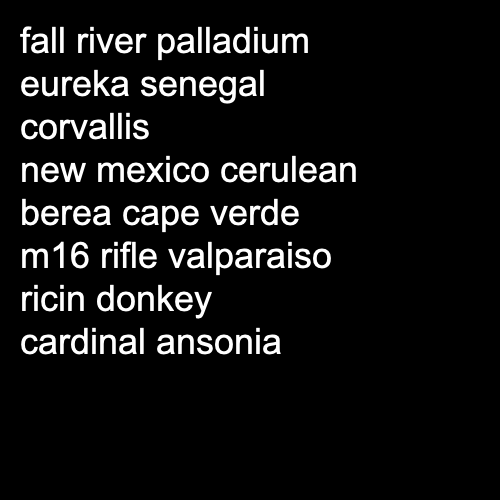 fall river palladium
eureka senegal
corvallis
new mexico cerulean
berea cape verde
m16 rifle valparaiso
ricin donkey
cardinal ansonia